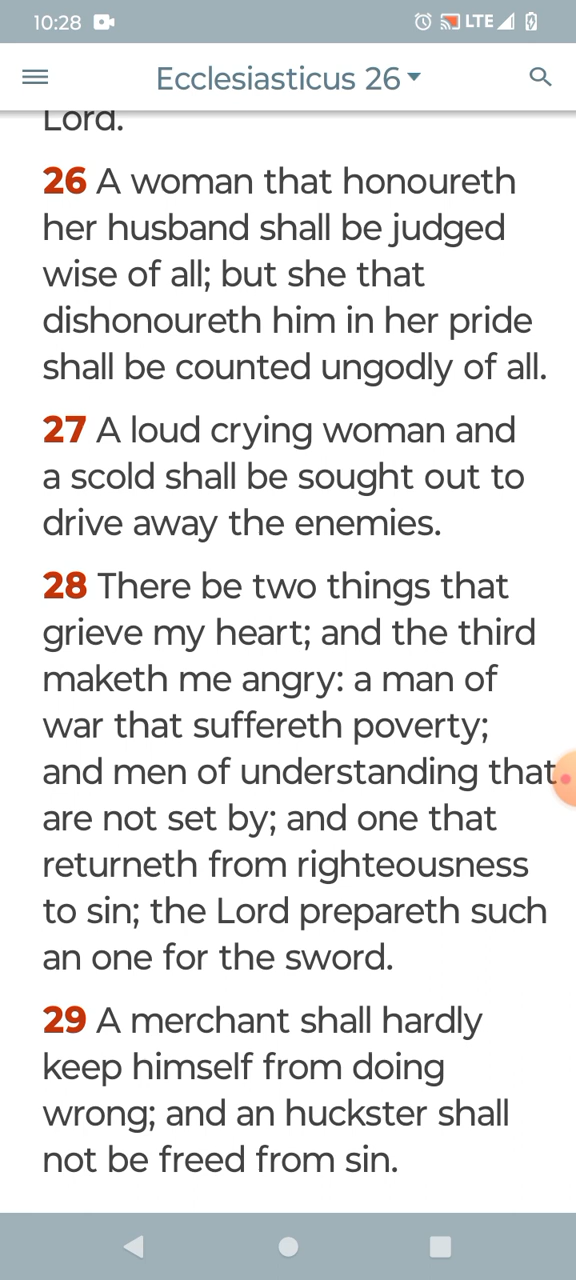 10:28
LTE
Ecclesiasticus 26
Lord.
26 A woman that honoureth
her husband shall be judged
wise of all; but she that
dishonoureth him in her pride
shall be counted ungodly of all.
27 A loud crying woman and
a scold shall be sought out to
drive away the enemies.
28 There be two things that
grieve my heart; and the third
maketh me angry: a man of
war that suffereth poverty;
and men of understanding that
are not set by; and one that
returneth from righteousness
to sin; the Lord prepareth such
an one for the sword.
29 A merchant shall hardly
keep himself from doing
wrong; and an huckster shall
not be freed from sin.